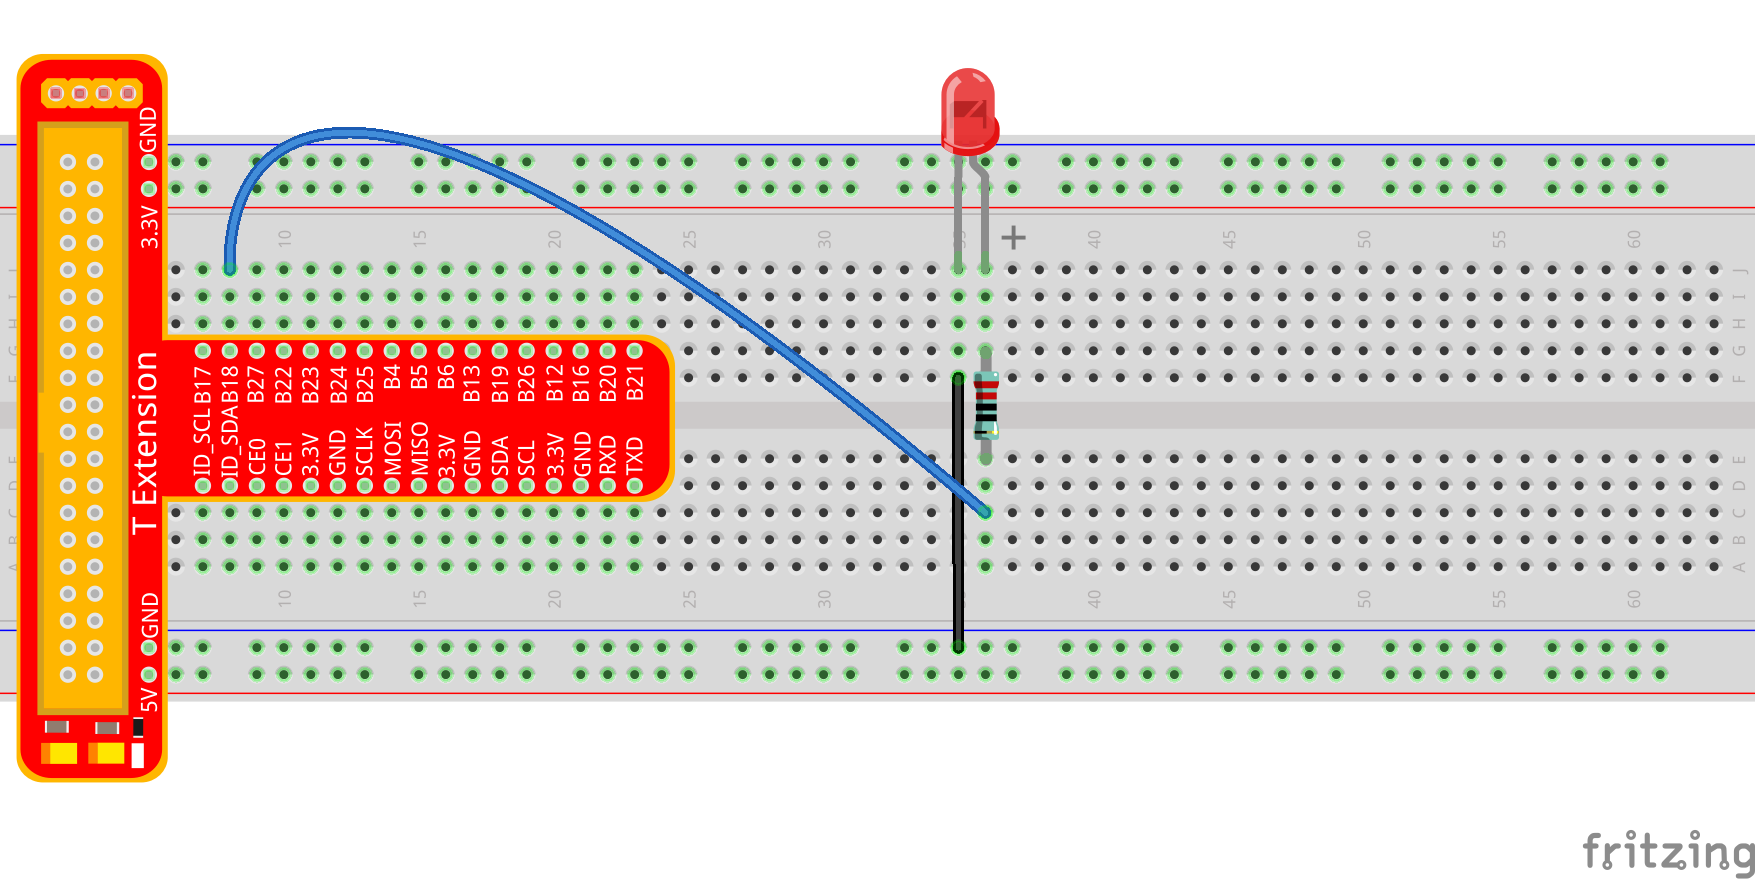 GND
3.3V
10 15 20 25 30 35 40 45 50 55 60
+
J
I
H
G
F
T Extension
B17 B18 B27 B22 B23 B24 B25 B4 B5 B6 B13 B19 B26 B12 B16 B20 B21
ID_SCL ID_SDA CE0 CE1 3.3V GND SCLK MOSI MISO 3.3V GND SDA SCL 3.3V GND RXD TXD
E
D
C
B
A
10 15 20 25 30 40 45 50 55 60
GND
5V
fritzing